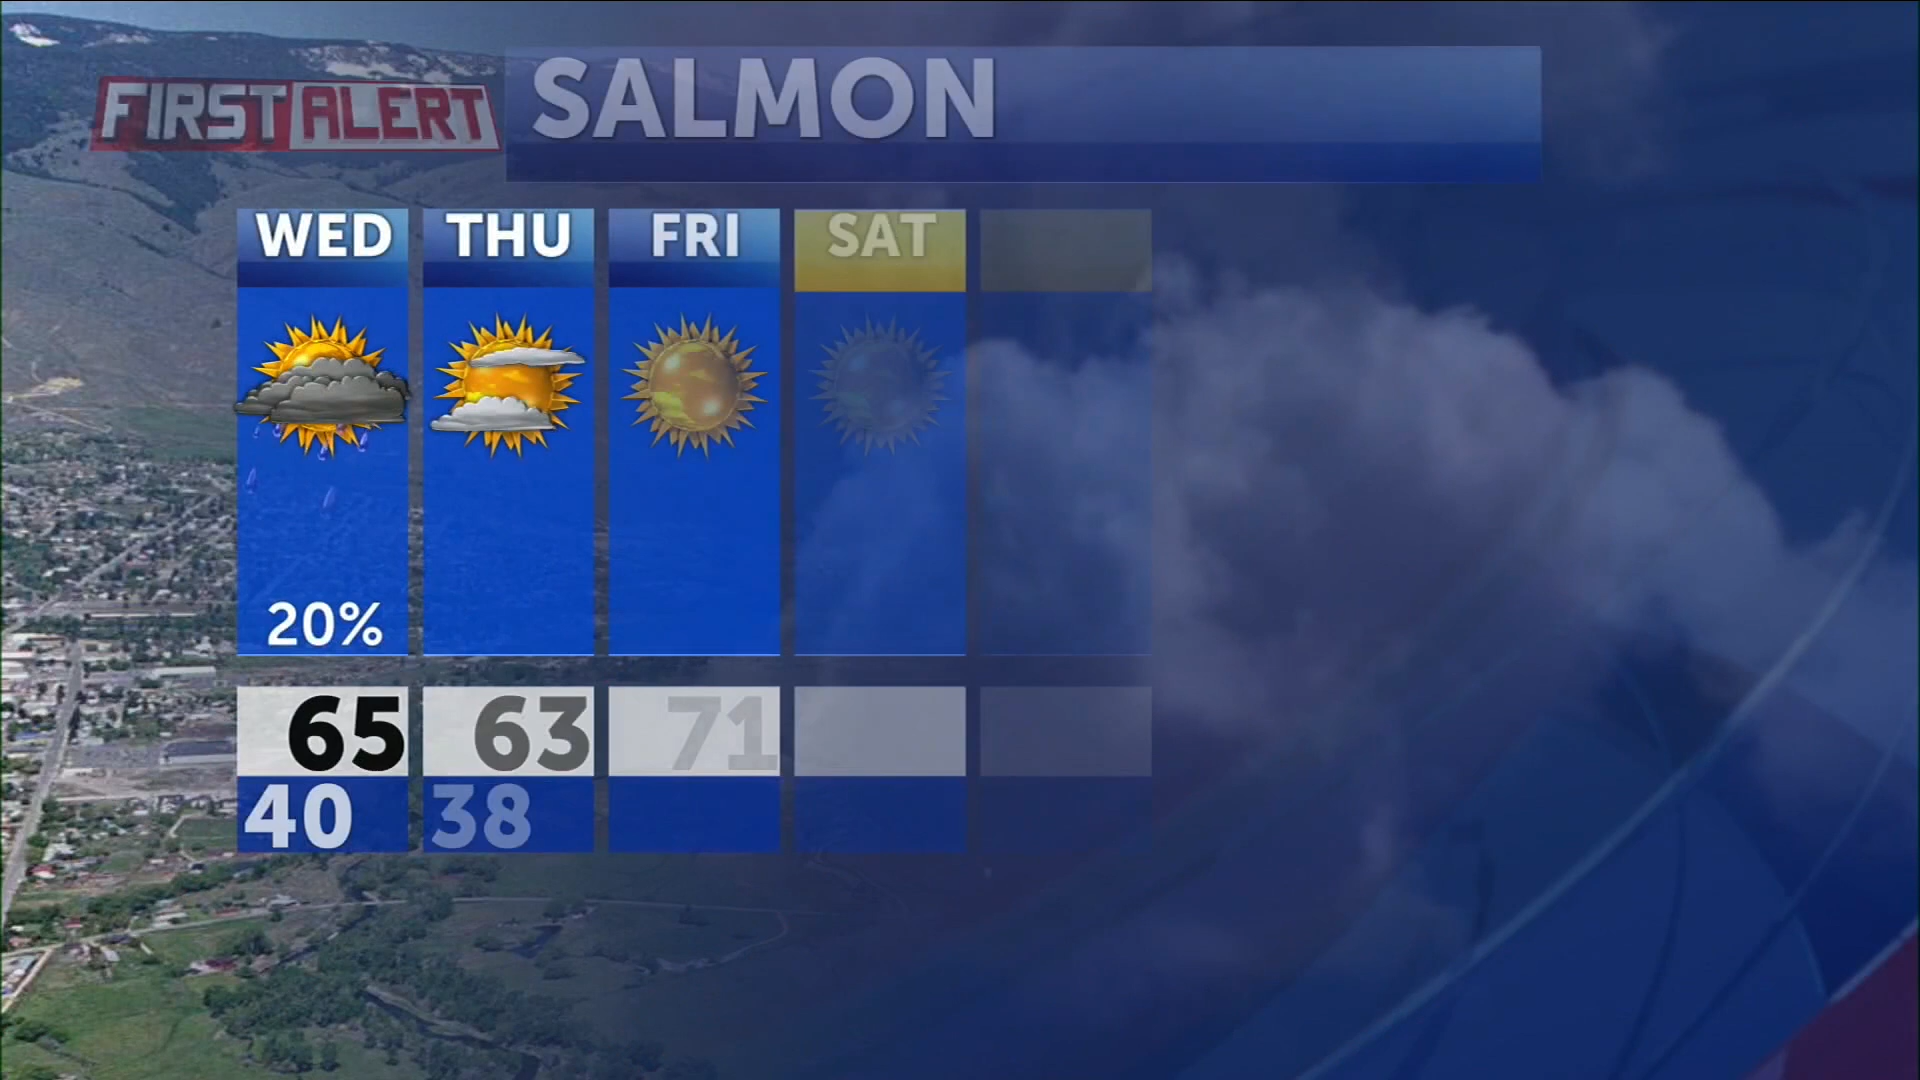 FIRST ALERT
SALMON
WED THU FRI SAT
20%
65 63 71
40 38